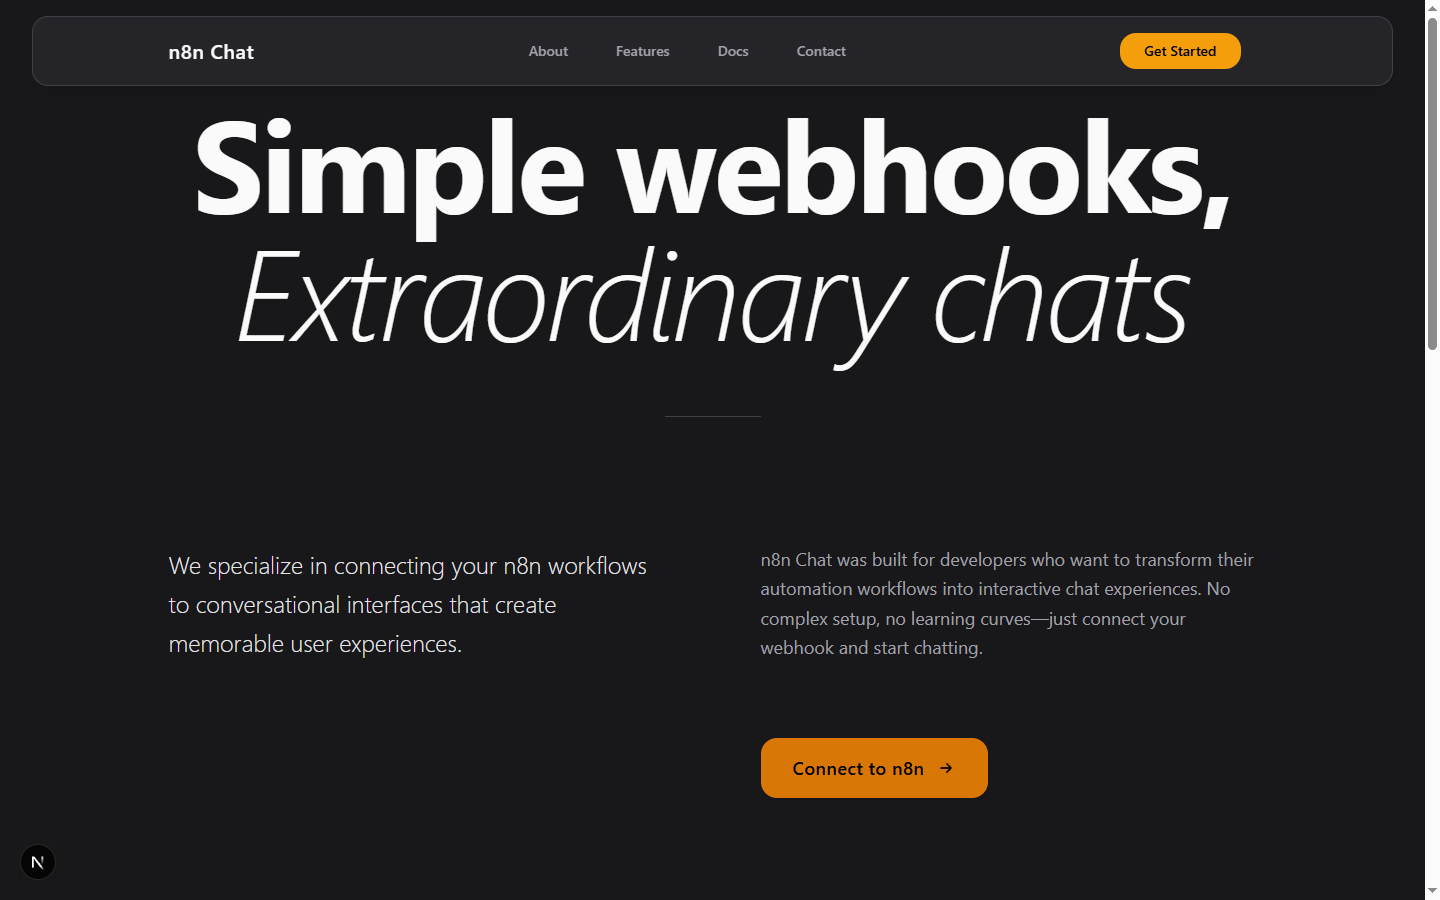 n8n Chat
About
Features
Docs
Contact
Get Started
Simple webhooks,
Extraordinary chats
We specialize in connecting your n8n workflows
to conversational interfaces that create
memorable user experiences.
n8n Chat was built for developers who want to transform their
automation workflows into interactive chat experiences. No
complex setup, no learning curves—just connect your
webhook and start chatting.
Connect to n8n →
N